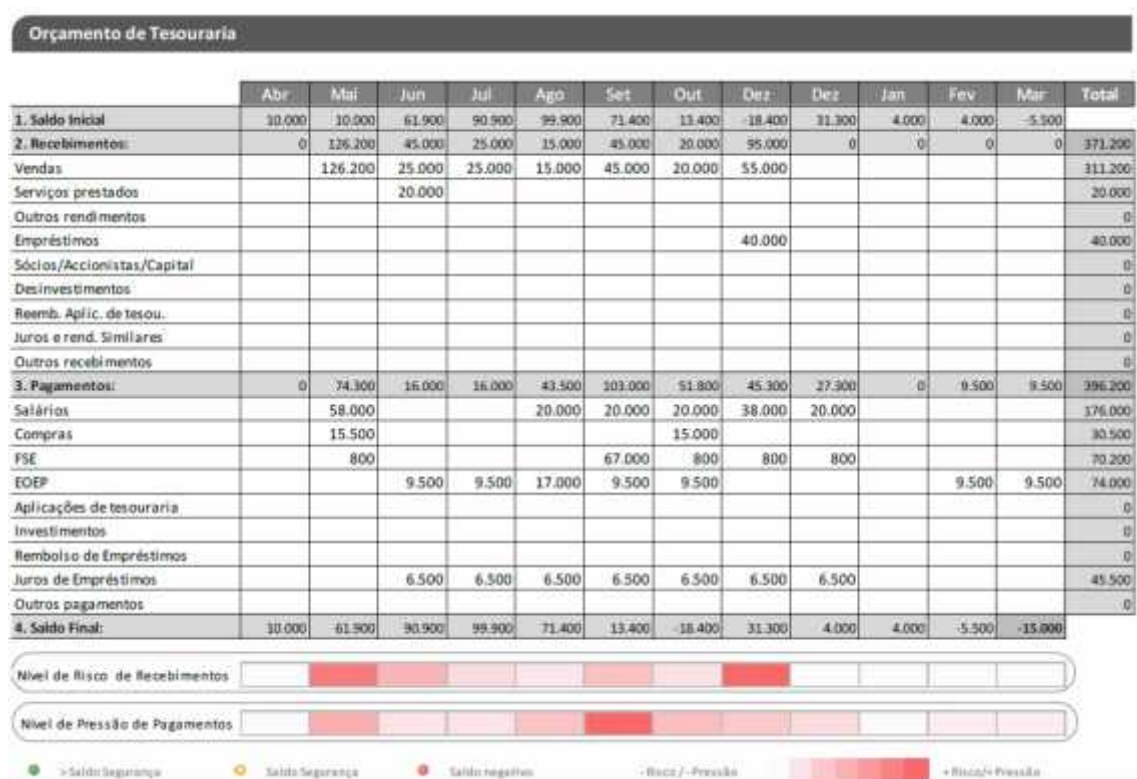 Orçamento de Tesouraria
Abr Mai Jun Jul Ago Set Out Dez Dez Jan Fev Mar Total
1. Saldo Inicial 10.000 10.000 61.900 90.900 99.900 71.400 13.400 -18.400 31.300 4.000 4.000 -5.500
2. Recebimentos: 0 126.200 45.000 25.000 15.000 45.000 20.000 95.000 0 0 0 0 371.200
Vendas 126.200 25.000 25.000 15.000 45.000 20.000 55.000 311.200
Serviços prestados 20.000 20.000
Outros rendimentos 0
Empréstimos 40.000 40.000
Sócios/Accionistas/Capital 0
Desinvestimentos 0
Reemb. Aplic. de tesou. 0
Juros e rend. Similares 0
Outros recebimentos 0
3. Pagamentos: 0 74.300 16.000 16.000 43.500 103.000 51.800 45.300 27.300 0 9.500 9.500 396.200
Salários 58.000 20.000 20.000 20.000 38.000 20.000 176.000
Compras 15.500 15.000 30.500
FSE 800 67.000 800 800 800 70.200
EOEP 9.500 9.500 17.000 9.500 9.500 9.500 9.500 74.000
Aplicações de tesouraria 0
Investimentos 0
Rembolso de Empréstimos 0
Juros de Empréstimos 6.500 6.500 6.500 6.500 6.500 6.500 6.500 45.500
Outros pagamentos 0
4. Saldo Final: 10.000 61.900 90.900 99.900 71.400 13.400 -18.400 31.300 4.000 4.000 -5.500 -15.000
Nível de Risco de Recebimentos
Nível de Pressão de Pagamentos
> Saldo Segurança Saldo Segurança Saldo negativo - Risco / - Pressão + Risco/+ Pressão